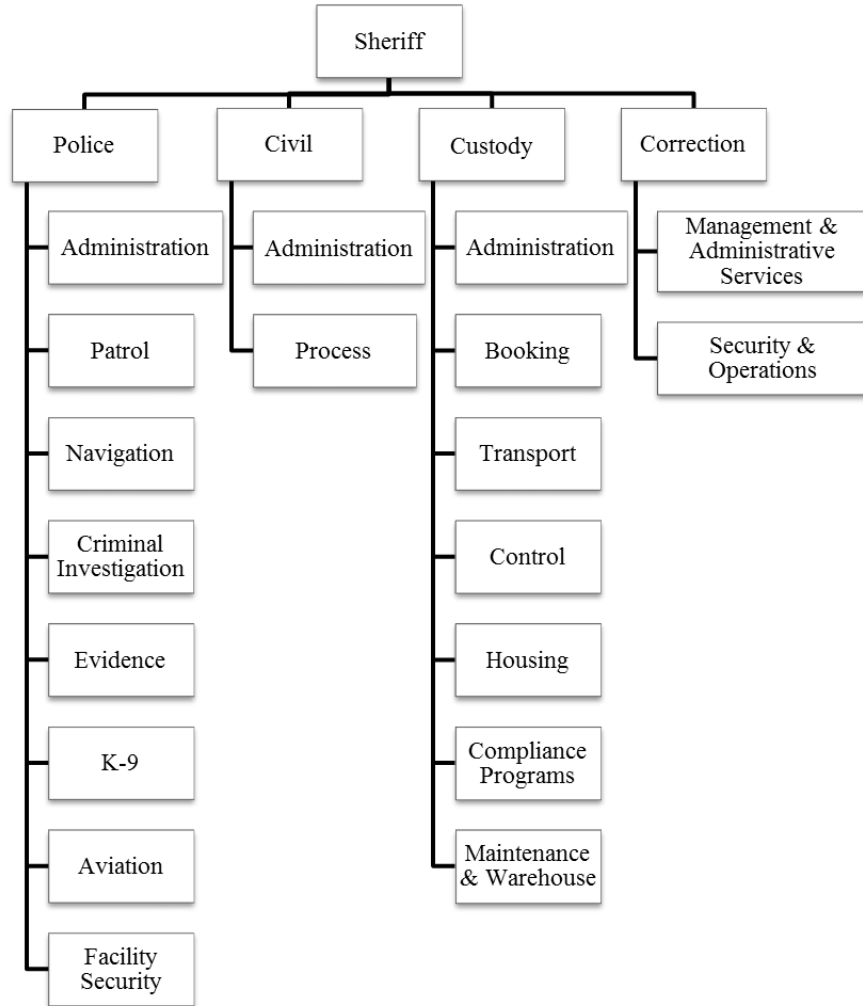 Sheriff
Police
Civil
Custody
Correction
Administration
Patrol
Navigation
Criminal
Investigation
Evidence
K-9
Aviation
Facility
Security
Administration
Process
Administration
Booking
Transport
Control
Housing
Compliance
Programs
Maintenance
& Warehouse
Management &
Administrative
Services
Security &
Operations